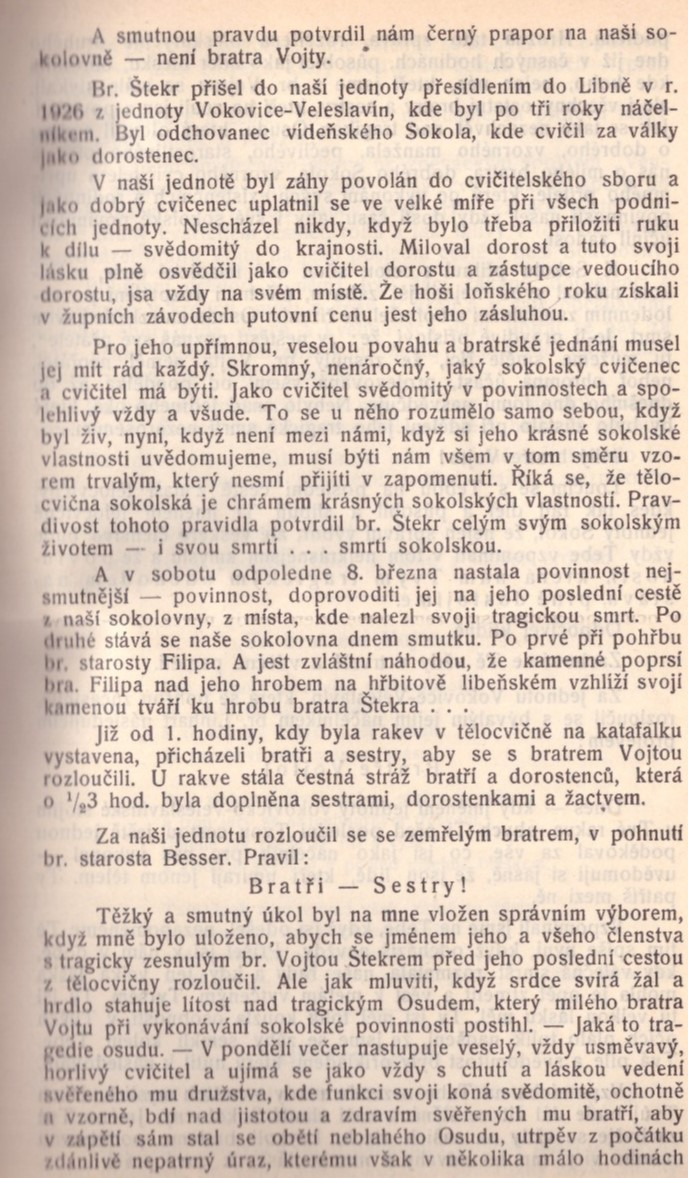 A smutnou pravdu potvrdil nám černý prapor na naší so-
kolovně — není bratra Vojty.
Br. Štekr přišel do naší jednoty přesídlením do Libně v r.
1926 z jednoty Vokovice-Veleslavín, kde byl po tři roky náčel-
níkem. Byl odchovanec vídeňského Sokola, kde cvičil za války
jako dorostenec.
V naší jednotě byl záhy povolán do cvičitelského sboru a
jako dobrý cvičenec uplatnil se ve velké míře při všech podni-
cích jednoty. Nescházel nikdy, když bylo třeba přiložiti ruku
k dílu — svědomitý do krajnosti. Miloval dorost a tuto svoji
lásku plně osvědčil jako cvičitel dorostu a zástupce vedoucího
dorostu, jsa vždy na svém místě. Že hoši loňského roku získali
v župních závodech putovní cenu jest jeho zásluhou.
Pro jeho upřímnou, veselou povahu a bratrské jednání musel
jej mít rád každý. Skromný, nenáročný, jaký sokolský cvičenec
a cvičitel má býti. Jako cvičitel svědomitý v povinnostech a spo-
lehlivý vždy a všude. To se u něho rozumělo samo sebou, když
byl živ, nyní, když není mezi námi, když si jeho krásné sokolské
vlastnosti uvědomujeme, musí býti nám všem v tom směru vzo-
rem trvalým, který nesmí přijíti v zapomenutí. Říká se, že tělo-
cvična sokolská je chrámem krásných sokolských vlastností. Prav-
divost tohoto pravidla potvrdil br. Štekr celým svým sokolským
životem — i svou smrtí . . . smrtí sokolskou.
A v sobotu odpoledne 8. března nastala povinnost nej-
smutnější — povinnost, doprovoditi jej na jeho poslední cestě
z naší sokolovny, z místa, kde nalezl svoji tragickou smrt. Po
druhé stává se naše sokolovna dnem smutku. Po prvé při pohřbu
br. starosty Filipa. A jest zvláštní náhodou, že kamenné poprsí
bra. Filipa nad jeho hrobem na hřbitově libeňském vzhlíží svojí
kamenou tváří ku hrobu bratra Štekra . . .
Již od 1. hodiny, kdy byla rakev v tělocvičně na katafalku
vystavena, přicházeli bratři a sestry, aby se s bratrem Vojtou
rozloučili. U rakve stála čestná stráž bratří a dorostenců, která
o ½3 hod. byla doplněna sestrami, dorostenkami a žactvem.
Za naši jednotu rozloučil se se zemřelým bratrem, v pohnutí
br. starosta Besser. Pravil:
Bratři — Sestry!
Těžký a smutný úkol byl na mne vložen správním výborem,
když mně bylo uloženo, abych se jménem jeho a všeho členstva
s tragicky zesnulým br. Vojtou Štekrem před jeho poslední cestou
z tělocvičny rozloučil. Ale jak mluviti, když srdce svírá žal a
hrdlo stahuje lítost nad tragickým Osudem, který milého bratra
Vojtu při vykonávání sokolské povinnosti postihl. — Jaká to tra-
gedie osudu. — V pondělí večer nastupuje veselý, vždy usměvavý,
horlivý cvičitel a ujímá se jako vždy s chutí a láskou vedení
svěřeného mu družstva, kde funkci svoji koná svědomitě, ochotně
a vzorně, bdí nad jistotou a zdravím svěřených mu bratří, aby
v zápětí sám stal se obětí neblahého Osudu, utrpěv z počátku
zdánlivě nepatrný úraz, kterému však v několika málo hodinách